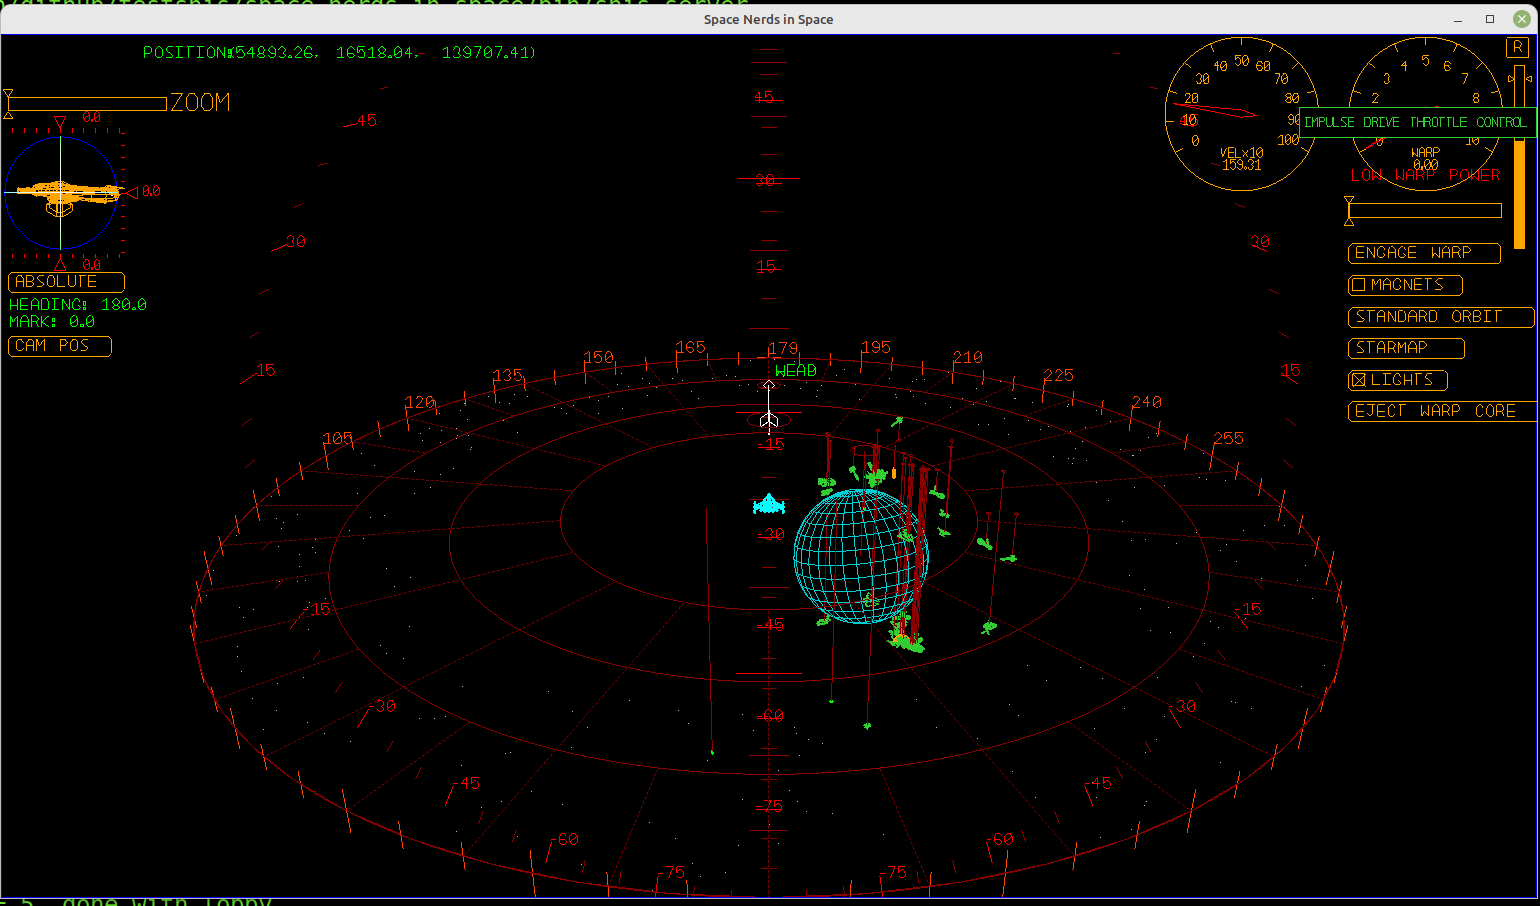 Space Nerds in Space
POSITION:(54893.26, 16518.04, 139707.41)
R
ZOOM
0.0
0.0
0.0
ABSOLUTE
HEADING: 180.0
MARK: 0.0
CAM POS
0 10 20 30 40 50 60 70 80 90 100
VELx10
159.31
0 2 3 4 5 6 7 8 10
WARP
0.00
IMPULSE DRIVE THROTTLE CONTROL
LOW WARP POWER
ENGAGE WARP
MAGNETS
STANDARD ORBIT
STARMAP
LIGHTS
EJECT WARP CORE
45 45
30 30 30
15 15 15
105 120 135 150 165 179 195 210 225 240 255
WEAD
-15 -15 -15
-30 -30 -30
-45 -45 -45
-60 -60 -60
-75 -75 -75
done with lobby